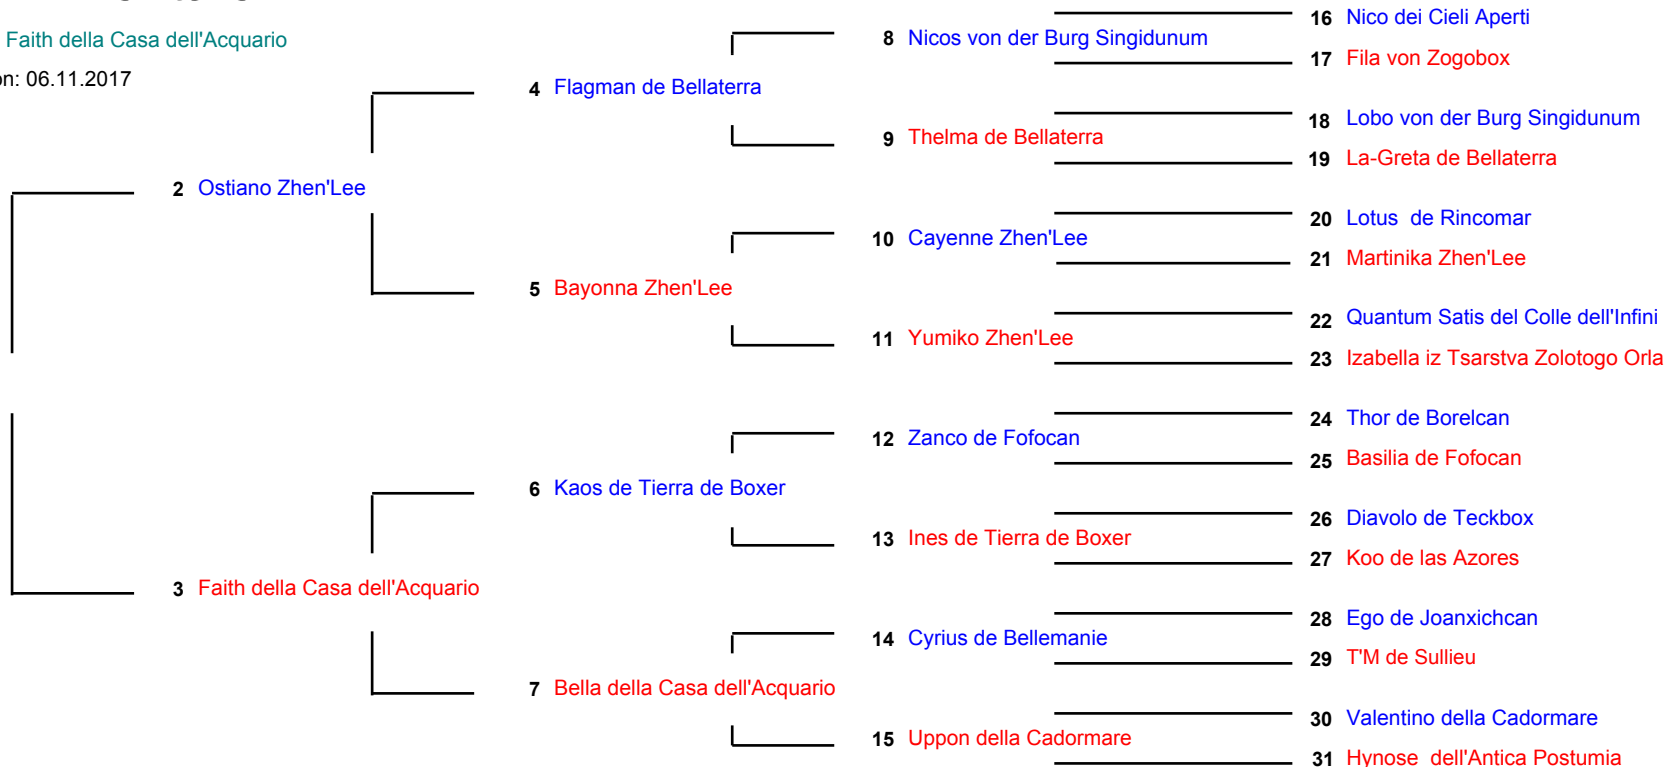 Faith della Casa dell'Acquario
06.11.2017
2 Ostiano Zhen'Lee
3 Faith della Casa dell'Acquario
4 Flagman de Bellaterra
5 Bayonna Zhen'Lee
6 Kaos de Tierra de Boxer
7 Bella della Casa dell'Acquario
8 Nicos von der Burg Singidunum
9 Thelma de Bellaterra
10 Cayenne Zhen'Lee
11 Yumiko Zhen'Lee
12 Zanco de Fofocan
13 Ines de Tierra de Boxer
14 Cyrius de Bellemanie
15 Uppon della Cadormare
16 Nico dei Cieli Aperti
17 Fila von Zogobox
18 Lobo von der Burg Singidunum
19 La-Greta de Bellaterra
20 Lotus de Rincomar
21 Martinika Zhen'Lee
22 Quantum Satis del Colle dell'Infini
23 Izabella iz Tsarstva Zolotogo Orla
24 Thor de Borelcan
25 Basilia de Fofocan
26 Diavolo de Teckbox
27 Koo de las Azores
28 Ego de Joanxichcan
29 T'M de Sullieu
30 Valentino della Cadormare
31 Hynose dell'Antica Postumia